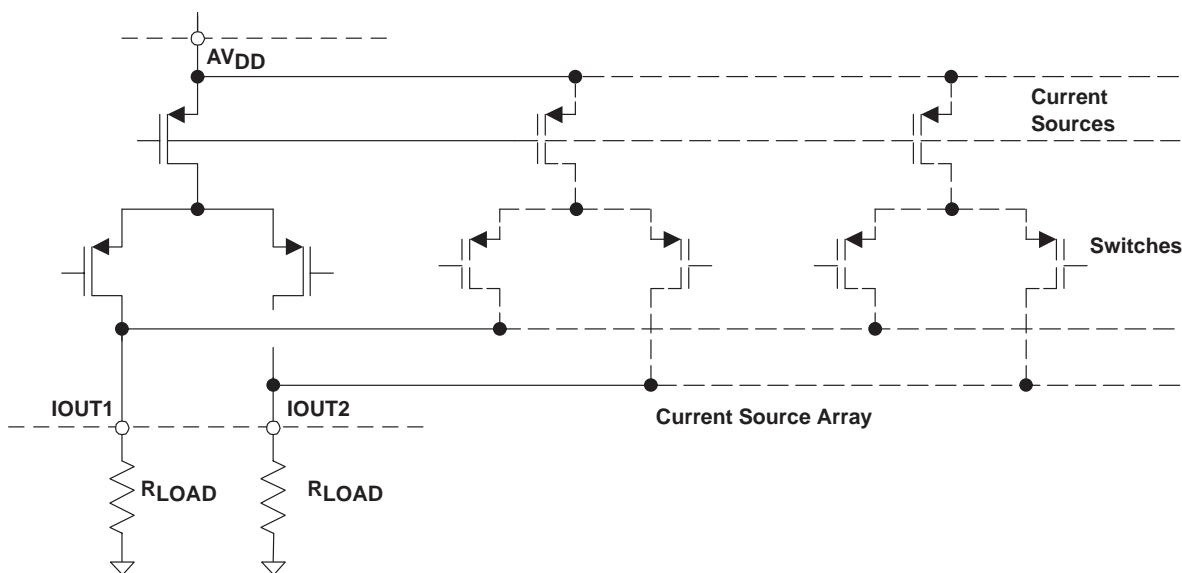 AVDD
Current
Sources
Switches
IOUT1
IOUT2
Current Source Array
RLOAD
RLOAD